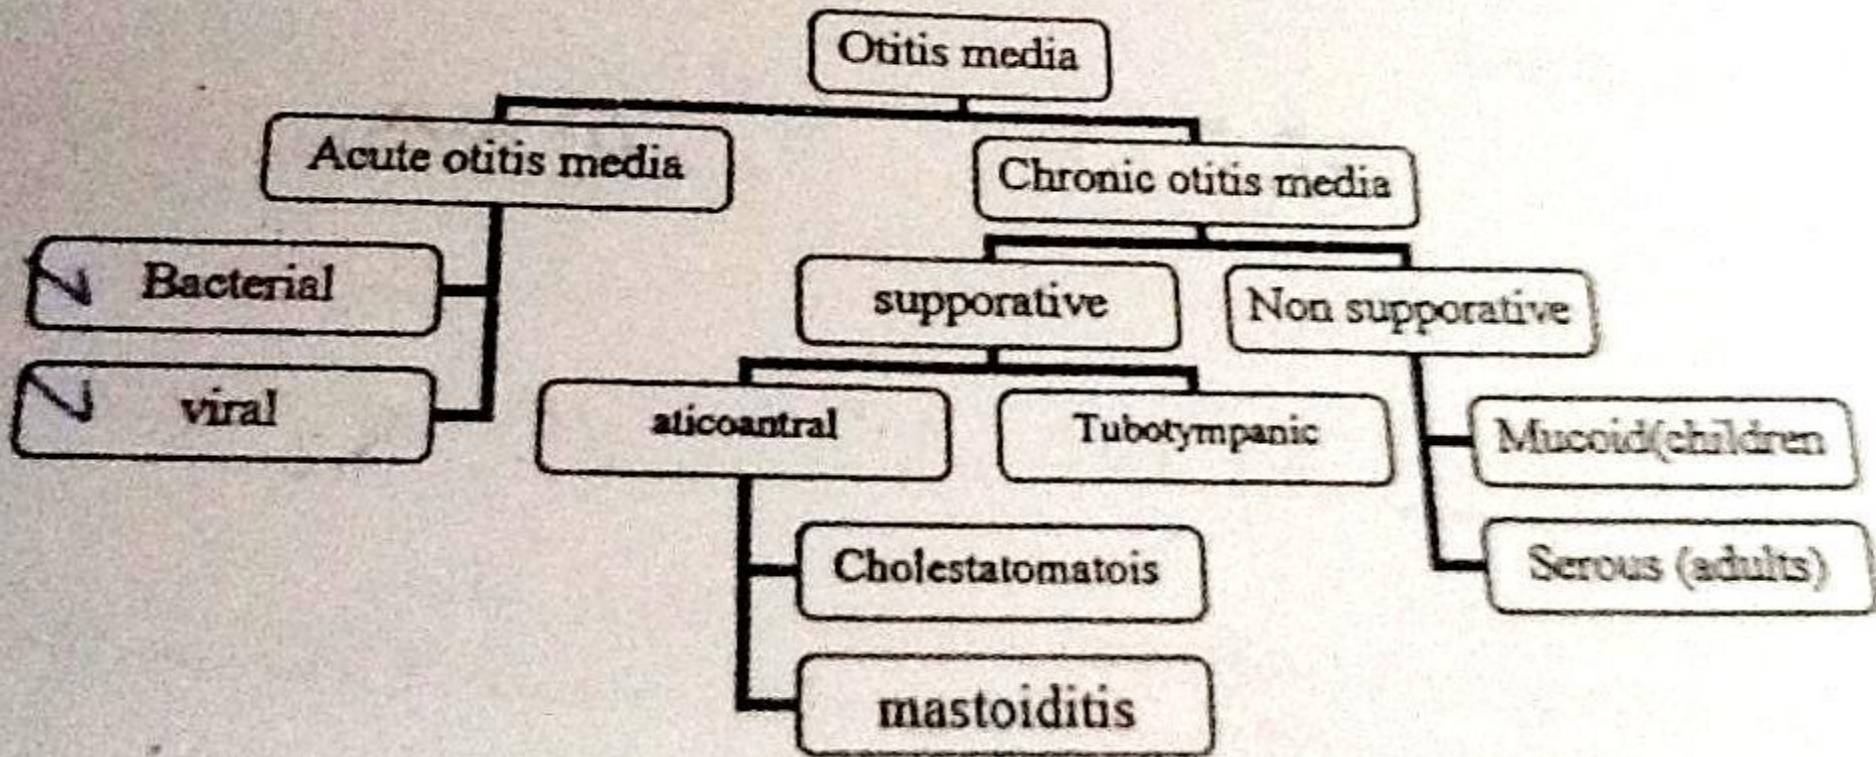 Otitis media
Acute otitis media
Chronic otitis media
Bacterial
viral
supporative
Non supporative
aticoantral
Tubotympanic
Mucoid(children
Cholestatomatois
Serous (adults)
mastoiditis